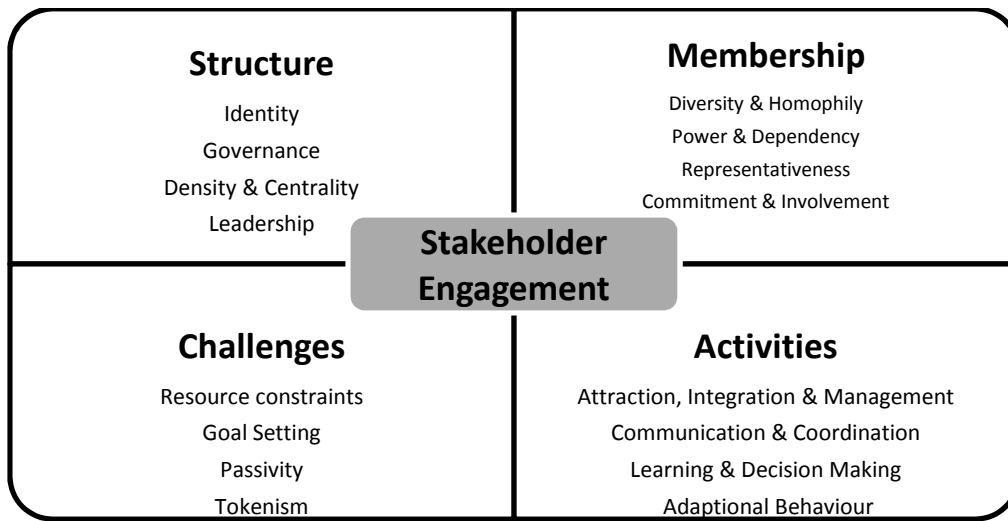 Structure
Identity
Governance
Density & Centrality
Leadership
Membership
Diversity & Homophily
Power & Dependency
Representativeness
Commitment & Involvement
Stakeholder
Engagement
Challenges
Resource constraints
Goal Setting
Passivity
Tokenism
Activities
Attraction, Integration & Management
Communication & Coordination
Learning & Decision Making
Adaptional Behaviour